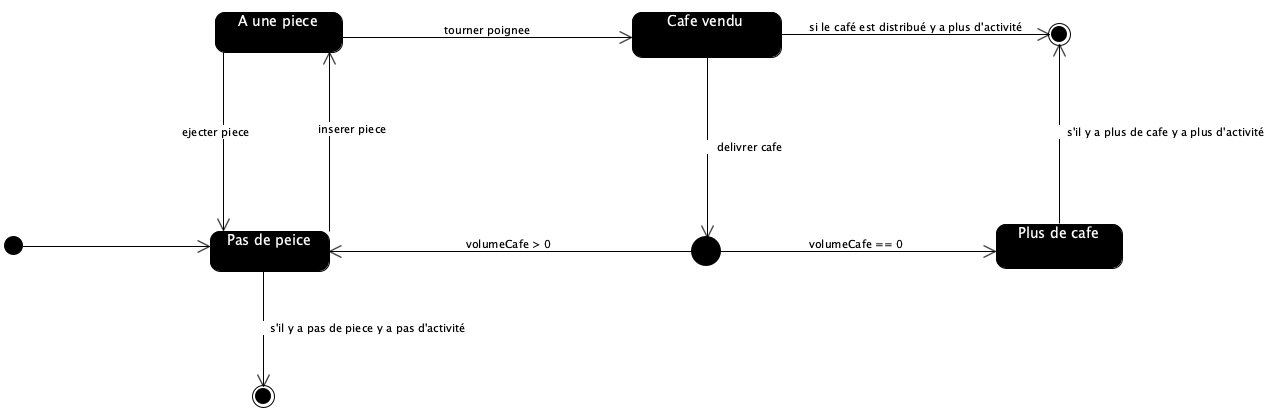 A une piece
tourner poignee
Cafe vendu
si le café est distribué y a plus d'activité
ejecter piece
inserer piece
delivrer cafe
s'il y a plus de cafe y a plus d'activité
Pas de peice
volumeCafe > 0
volumeCafe == 0
Plus de cafe
s'il y a pas de piece y a pas d'activité